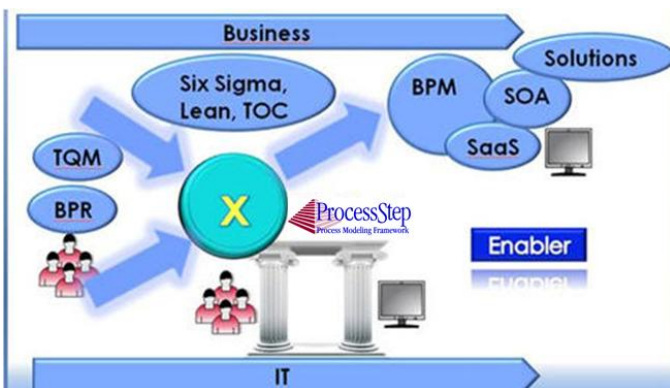 Business
Solutions
Six Sigma,
Lean, TOC
BPM
SOA
SaaS
TQM
BPR
X
ProcessStep
Process Modeling Framework
Enabler
IT